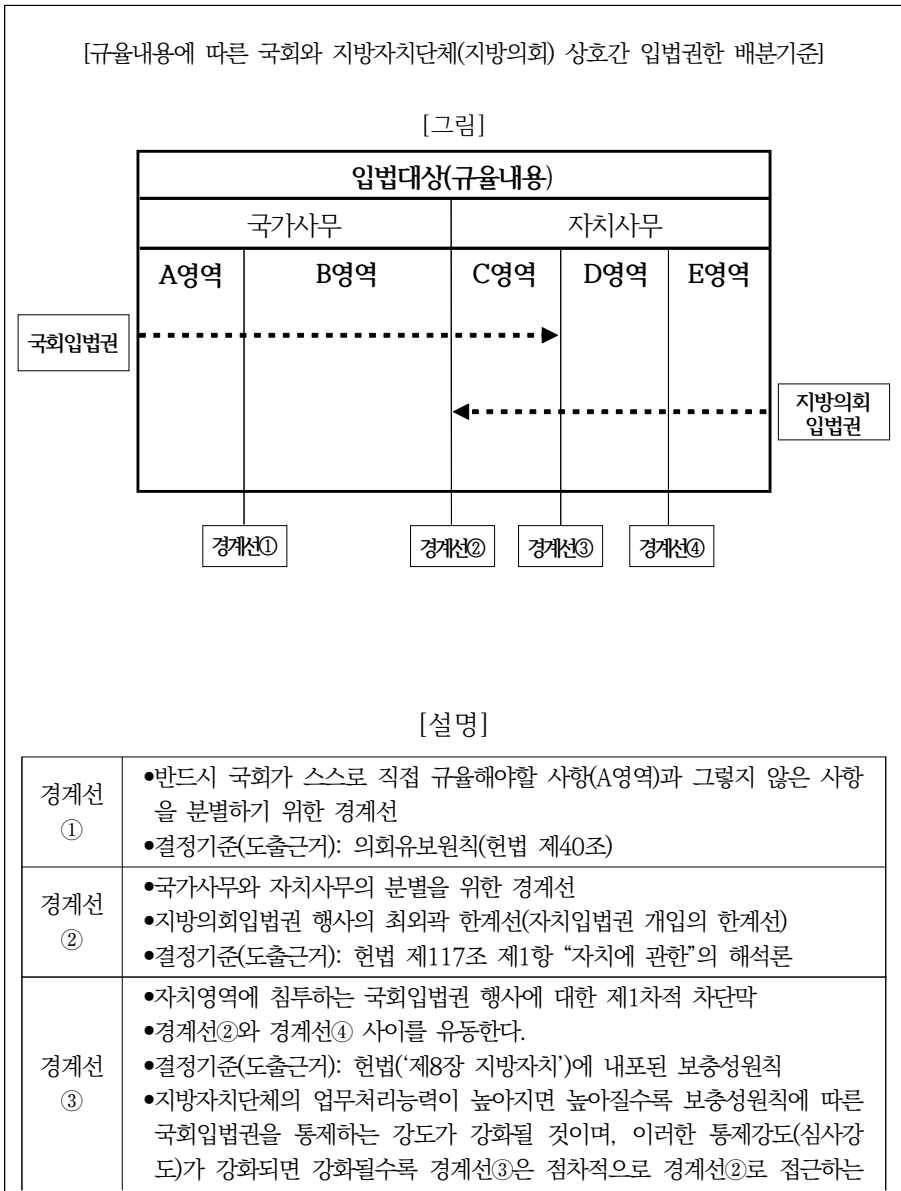 [규율내용에 따른 국회와 지방자치단체(지방의회) 상호간 입법권한 배분기준]
[그림]
입법대상(규율내용)
국가사무 자치사무
A영역 B영역 C영역 D영역 E영역
국회입법권
지방의회
입법권
경계선① 경계선② 경계선③ 경계선④
[설명]
경계선
①
●반드시 국회가 스스로 직접 규율해야할 사항(A영역)과 그렇지 않은 사항
을 분별하기 위한 경계선
●결정기준(도출근거): 의회유보원칙(헌법 제40조)
경계선
②
●국가사무와 자치사무의 분별을 위한 경계선
●지방의회입법권 행사의 최외곽 한계선(자치입법권 개입의 한계선)
●결정기준(도출근거): 헌법 제117조 제1항 “자치에 관한”의 해석론
경계선
③
●자치영역에 침투하는 국회입법권 행사에 대한 제1차적 차단막
●경계선②와 경계선④ 사이를 유동한다.
●결정기준(도출근거): 헌법(‘제8장 지방자치’)에 내포된 보충성원칙
●지방자치단체의 업무처리능력이 높아지면 높아질수록 보충성원칙에 따른
국회입법권을 통제하는 강도가 강화될 것이며, 이러한 통제강도(심사강
도)가 강화되면 강화될수록 경계선③은 점차적으로 경계선②로 접근하는